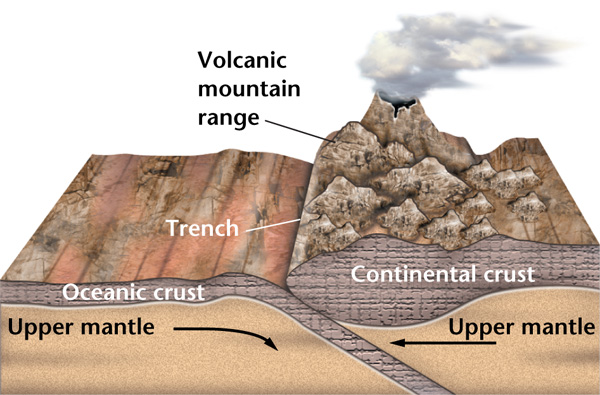 Volcanic
mountain
range
Trench
Continental crust
Oceanic crust
Upper mantle
Upper mantle